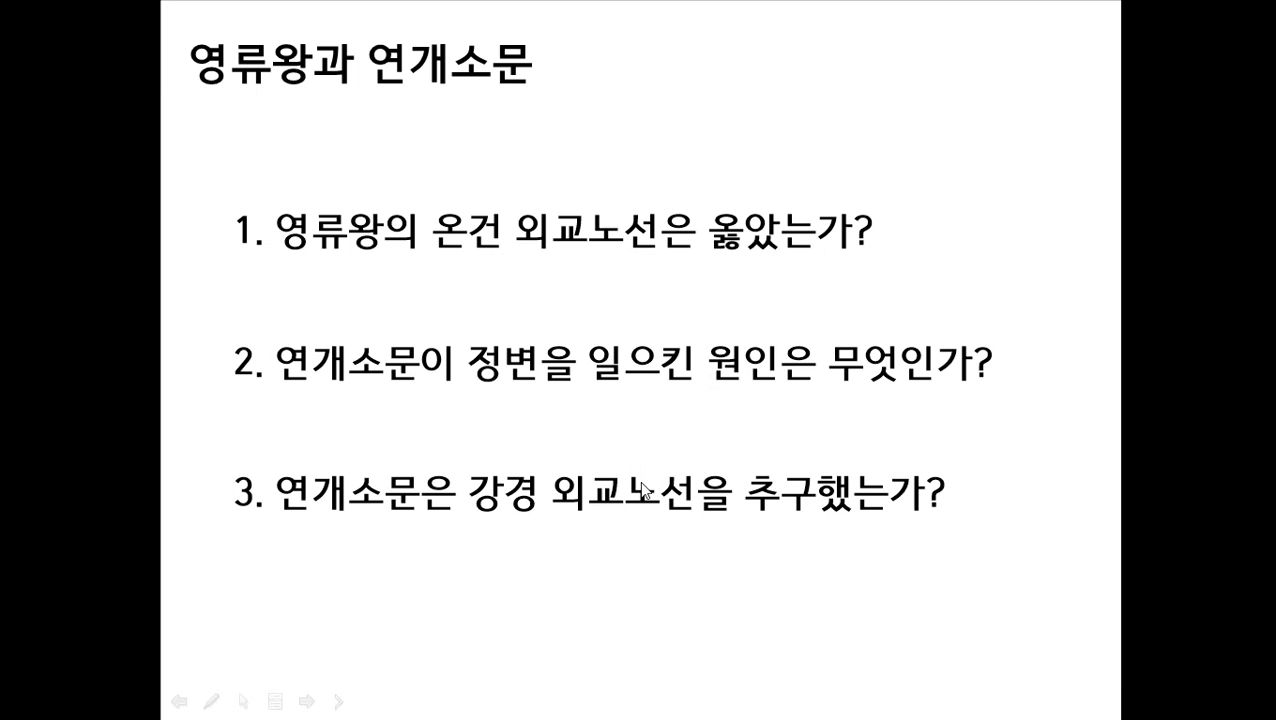 영류왕과 연개소문
1. 영류왕의 온건 외교노선은 옳았는가?
2. 연개소문이 정변을 일으킨 원인은 무엇인가?
3. 연개소문은 강경 외교노선을 추구했는가?